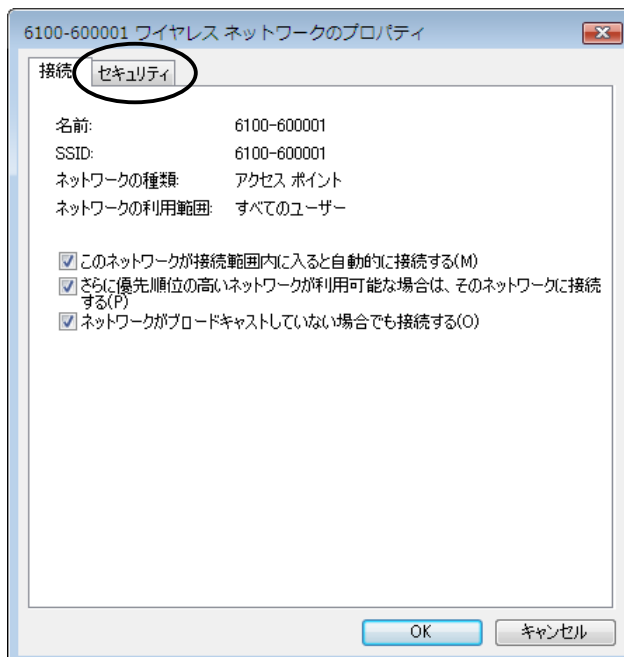 6100-600001 ワイヤレス ネットワークのプロパティ
接続 セキュリティ
名前: 6100-600001
SSID: 6100-600001
ネットワークの種類: アクセス ポイント
ネットワークの利用範囲: すべてのユーザー
このネットワークが接続範囲内に入ると自動的に接続する(M)
さらに優先順位の高いネットワークが利用可能な場合は、そのネットワークに接続
する(P)
ネットワークがブロードキャストしていない場合でも接続する(O)
OK キャンセル